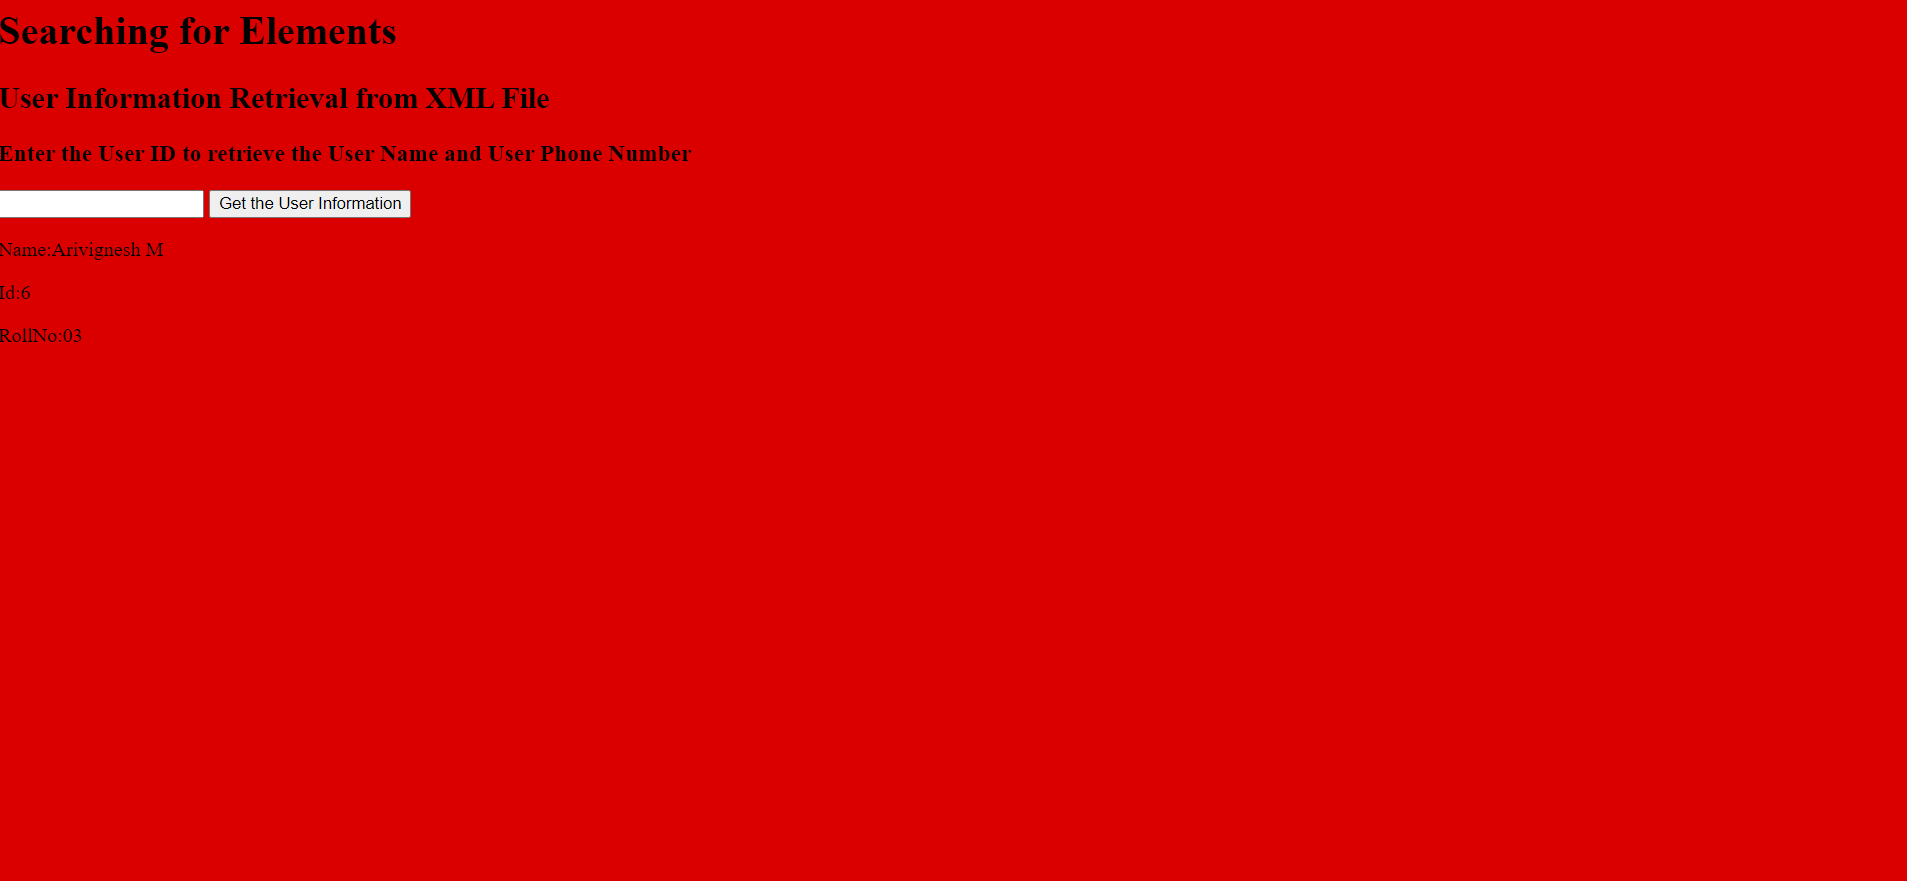 Searching for Elements
User Information Retrieval from XML File
Enter the User ID to retrieve the User Name and User Phone Number
Get the User Information
Name:Arivignesh M
Id:6
RollNo:03